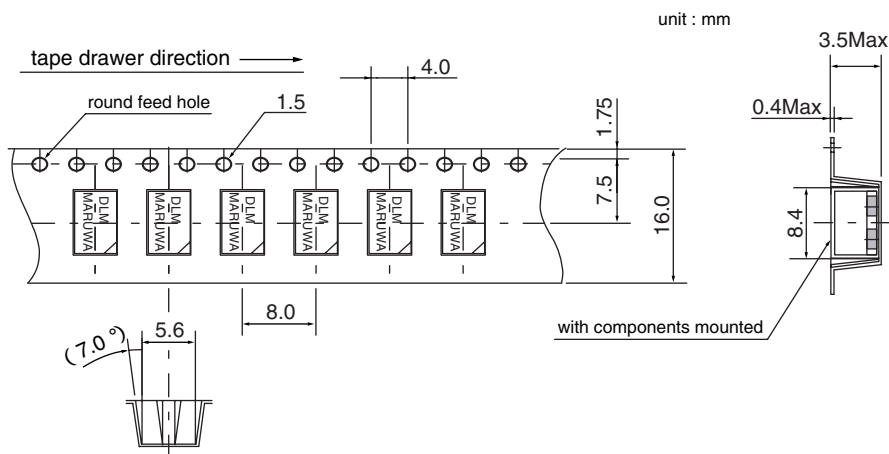 unit : mm
tape drawer direction
4.0
3.5Max
round feed hole
1.5
1.75
0.4Max
7.5
16.0
8.4
DLM
MARUWA
DLM
MARUWA
DLM
MARUWA
DLM
MARUWA
DLM
MARUWA
DLM
MARUWA
8.0
with components mounted
5.6
( 7.0 °)